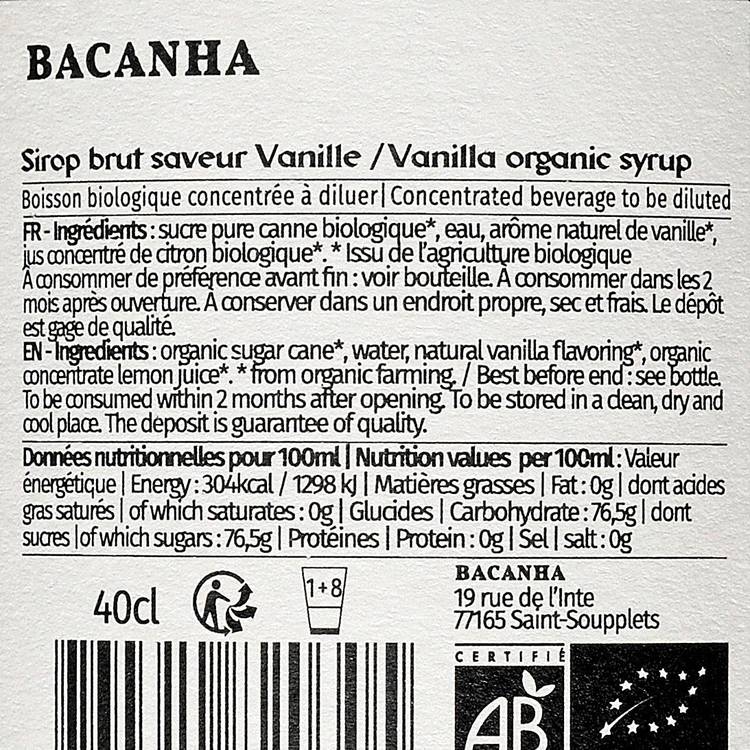 BACANHA
Sirop brut saveur Vanille / Vanilla organic syrup
Boisson biologique concentrée à diluer | Concentrated beverage to be diluted
FR - Ingrédients : sucre pure canne biologique*, eau, arôme naturel de vanille*,
jus concentré de citron biologique*. * Issu de l'agriculture biologique
À consommer de préférence avant fin : voir bouteille. À consommer dans les 2
mois après ouverture. À conserver dans un endroit propre, sec et frais. Le dépôt
est gage de qualité.
EN - Ingredients : organic sugar cane*, water, natural vanilla flavoring*, organic
concentrate lemon juice*. * from organic farming. / Best before end : see bottle.
To be consumed within 2 months after opening. To be stored in a clean, dry and
cool place. The deposit is guarantee of quality.
Données nutritionnelles pour 100ml | Nutrition values per 100ml : Valeur
énergétique | Energy : 304kcal / 1298 kJ | Matières grasses | Fat : 0g | dont acides
gras saturés | of which saturates : 0g | Glucides | Carbohydrate : 76,5g | dont
sucres | of which sugars : 76,5g | Protéines | Protein : 0g | Sel | salt : 0g
40cl
1+8
BACANHA
19 rue de l'Inte
77165 Saint-Soupplets
CERTIFIÉ
AB